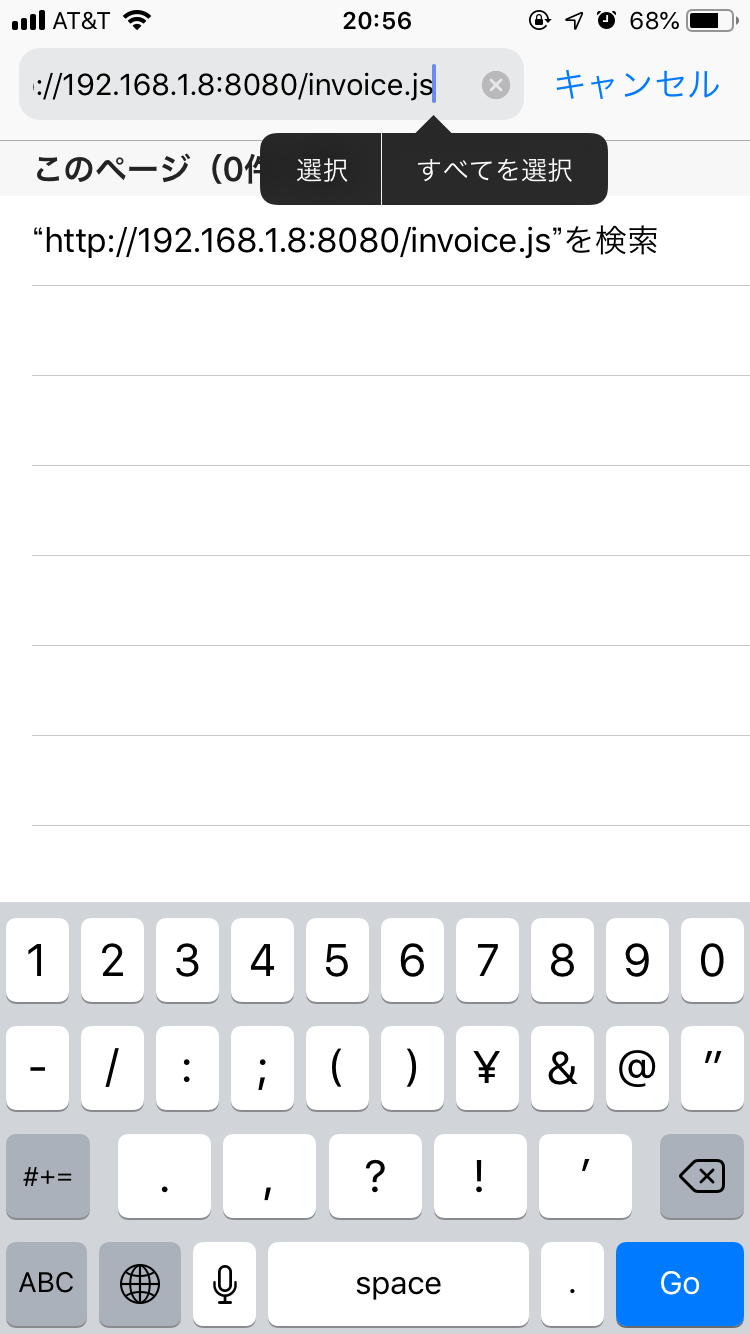 AT&T 20:56 68%
://192.168.1.8:8080/invoice.js キャンセル
選択 すべてを選択
このページ（0件
“http://192.168.1.8:8080/invoice.js”を検索
1 2 3 4 5 6 7 8 9 0
- / : ; ( ) ¥ & @ "
#+= . , ? ! '
ABC space . Go